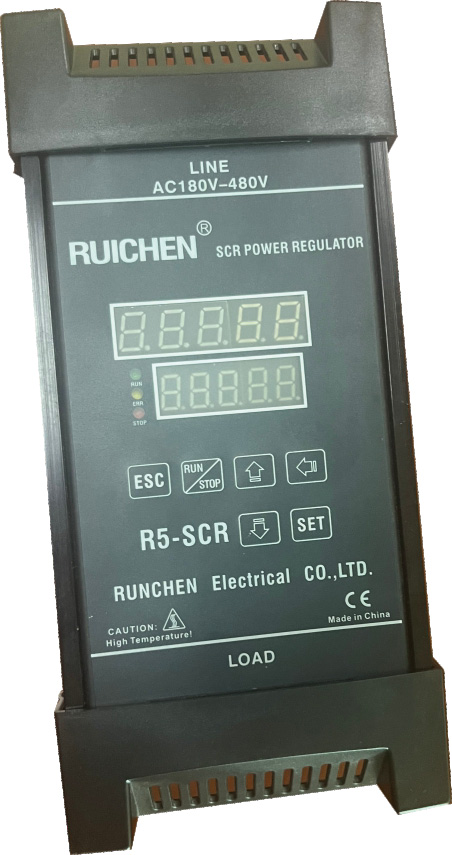 LINE
AC180V-480V
RUICHEN® SCR POWER REGULATOR
RUN
ERR
STOP
ESC RUN/STOP
R5-SCR SET
RUNCHEN Electrical CO.,LTD.
CE
CAUTION: Made in China
High Temperature!
LOAD